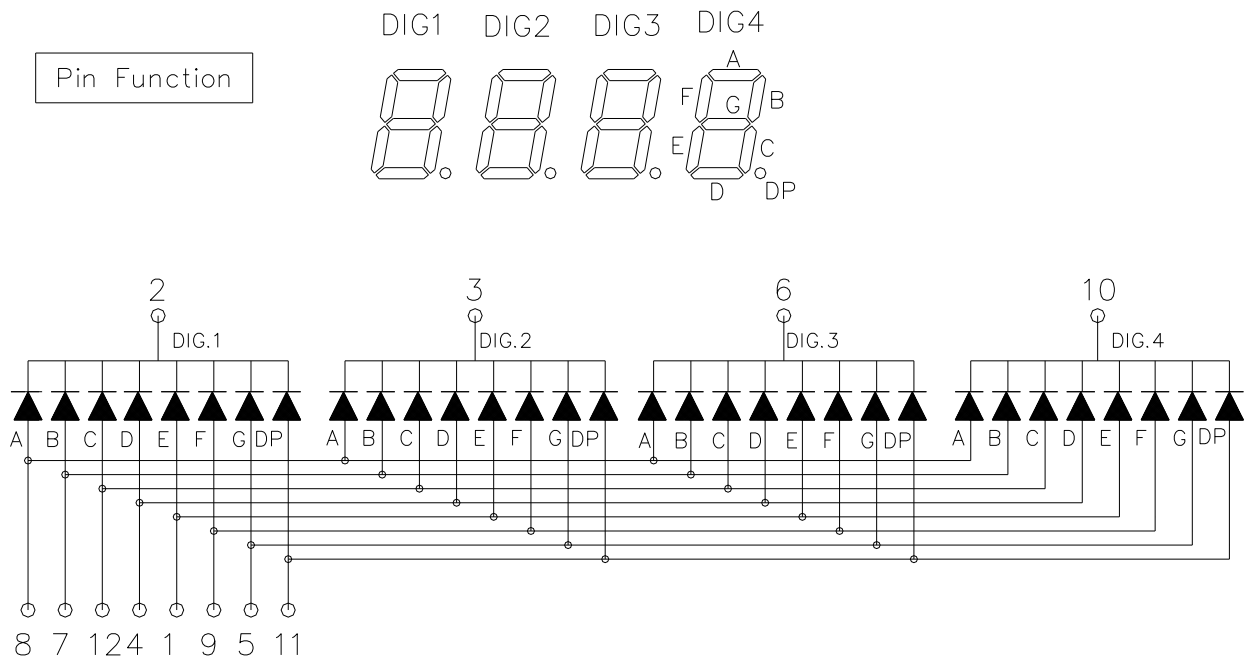 DIG1 DIG2 DIG3 DIG4
Pin Function
A
F G B
E C
D DP
2 3 6 10
DIG.1 DIG.2 DIG.3 DIG.4
A B C D E F G DP A B C D E F G DP A B C D E F G DP A B C D E F G DP
8 7 12 4 1 9 5 11